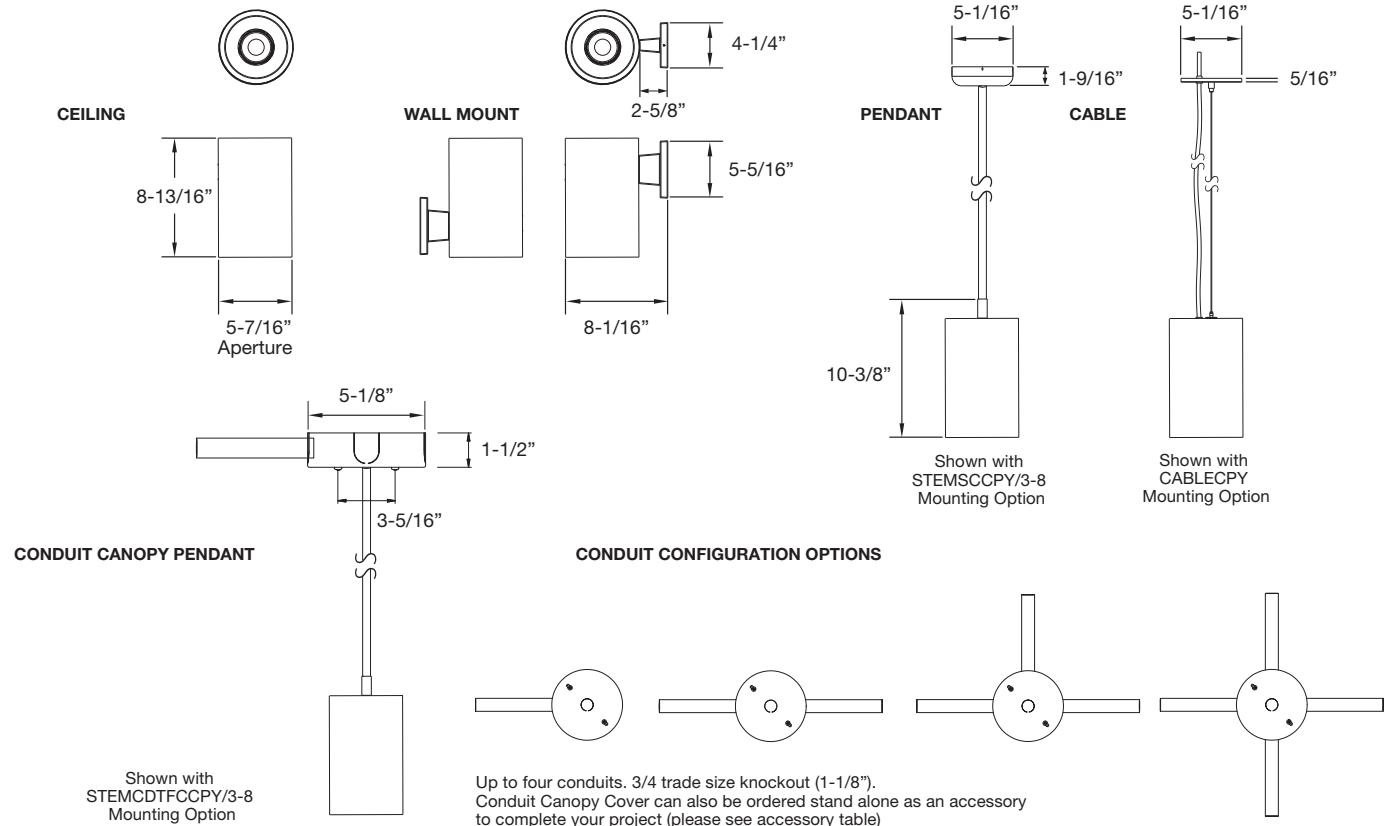 4-1/4”
2-5/8”
5-1/16”
1-9/16”
5-1/16”
5/16”
CEILING
WALL MOUNT
PENDANT
CABLE
8-13/16”
5-7/16”
Aperture
5-5/16”
8-1/16”
10-3/8”
Shown with
STEMSCCPY/3-8
Mounting Option
Shown with
CABLECPY
Mounting Option
5-1/8”
1-1/2”
3-5/16”
CONDUIT CANOPY PENDANT
CONDUIT CONFIGURATION OPTIONS
Shown with
STEMCDTFCCPY/3-8
Mounting Option
Up to four conduits. 3/4 trade size knockout (1-1/8”).
Conduit Canopy Cover can also be ordered stand alone as an accessory
to complete your project (please see accessory table)